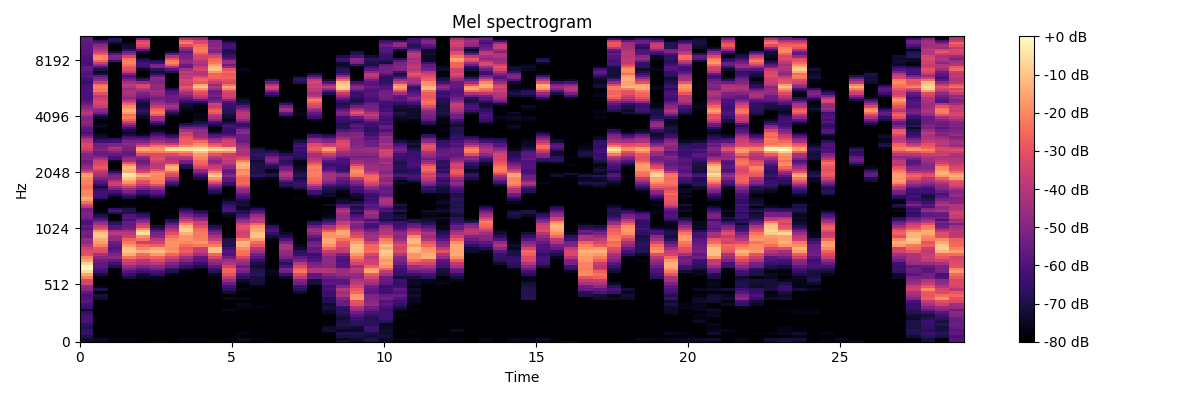 Mel spectrogram
Hz
8192
4096
2048
1024
512
0
0 5 10 15 20 25
Time
+0 dB
-10 dB
-20 dB
-30 dB
-40 dB
-50 dB
-60 dB
-70 dB
-80 dB